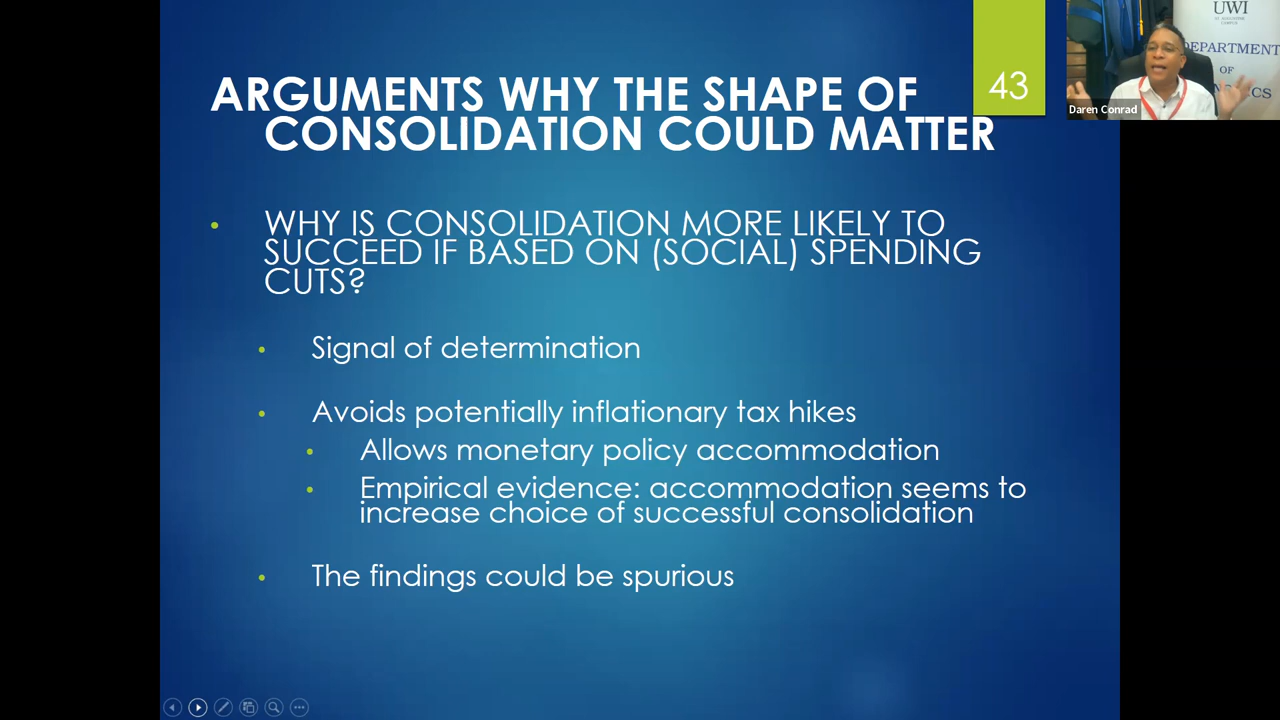 ARGUMENTS WHY THE SHAPE OF
CONSOLIDATION COULD MATTER
43
WHY IS CONSOLIDATION MORE LIKELY TO
SUCCEED IF BASED ON (SOCIAL) SPENDING
CUTS?
Signal of determination
Avoids potentially inflationary tax hikes
Allows monetary policy accommodation
Empirical evidence: accommodation seems to
increase choice of successful consolidation
The findings could be spurious
UWI
DEPARTMENT
OF
Daren Conrad